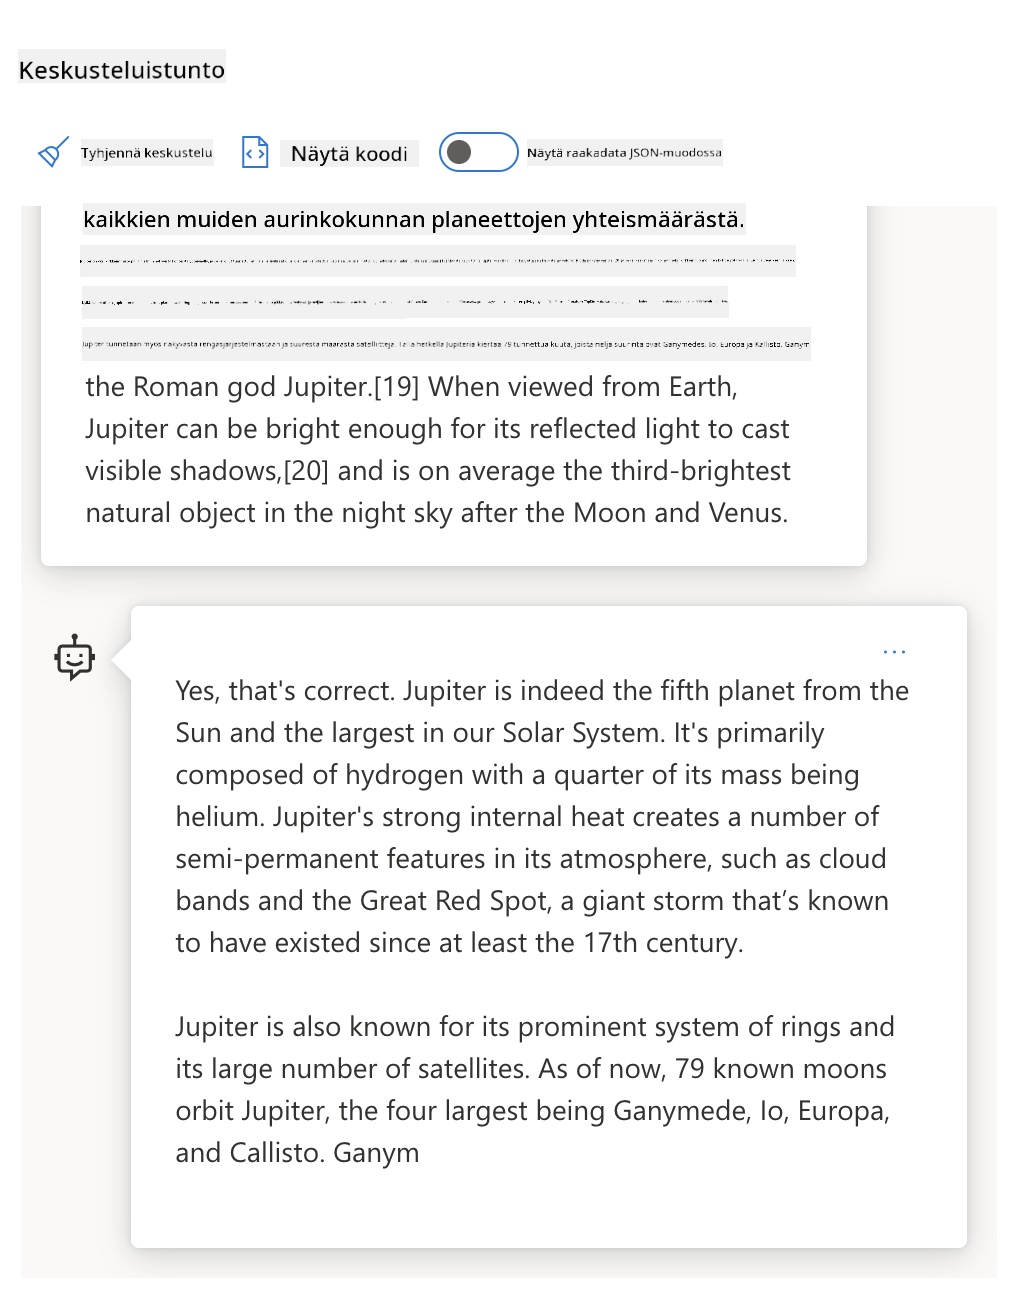 Keskusteluistunto
Tyhjennä keskustelu
Näytä koodi
Näytä raakadata JSON-muodossa
kaikkien muiden aurinkokunnan planeettojen yhteismäärästä.
Jupiter tunnetaan myös näkyvästä rengasjärjestelmästään ja suuresta määrästä satelliitteja. Tällä hetkellä Jupiteria kiertää 79 tunnettua kuuta, joista neljä suurinta ovat Ganymedes, Io, Europa ja Kallisto. Ganym
the Roman god Jupiter.[19] When viewed from Earth,
Jupiter can be bright enough for its reflected light to cast
visible shadows,[20] and is on average the third-brightest
natural object in the night sky after the Moon and Venus.
...
Yes, that's correct. Jupiter is indeed the fifth planet from the
Sun and the largest in our Solar System. It's primarily
composed of hydrogen with a quarter of its mass being
helium. Jupiter's strong internal heat creates a number of
semi-permanent features in its atmosphere, such as cloud
bands and the Great Red Spot, a giant storm that’s known
to have existed since at least the 17th century.
Jupiter is also known for its prominent system of rings and
its large number of satellites. As of now, 79 known moons
orbit Jupiter, the four largest being Ganymede, Io, Europa,
and Callisto. Ganym